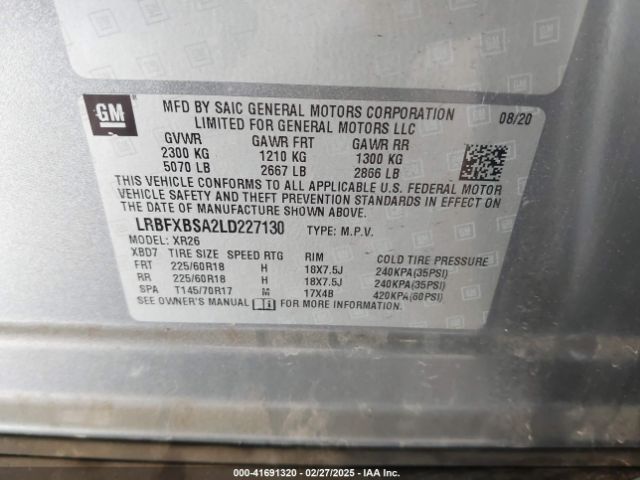 GM
MFD BY SAIC GENERAL MOTORS CORPORATION 08/20
LIMITED FOR GENERAL MOTORS LLC
GVWR GAWR FRT GAWR RR
2300 KG 1210 KG 1300 KG
5070 LB 2667 LB 2866 LB
THIS VEHICLE CONFORMS TO ALL APPLICABLE U.S. FEDERAL MOTOR
VEHICLE SAFETY AND THEFT PREVENTION STANDARDS IN EFFECT ON
THE DATE OF MANUFACTURE SHOWN ABOVE.
LRBFXBSA2LD227130 TYPE: M.P.V.
MODEL: XR26
XBD7 TIRE SIZE SPEED RTG RIM COLD TIRE PRESSURE
FRT 225/60R18 H 18X7.5J 240KPA(35PSI)
RR 225/60R18 H 18X7.5J 240KPA(35PSI)
SPA T145/70R17 M 17X4B 420KPA(60PSI)
SEE OWNER'S MANUAL FOR MORE INFORMATION.
000-41691320 / 02/27/2025 - IAA Inc.